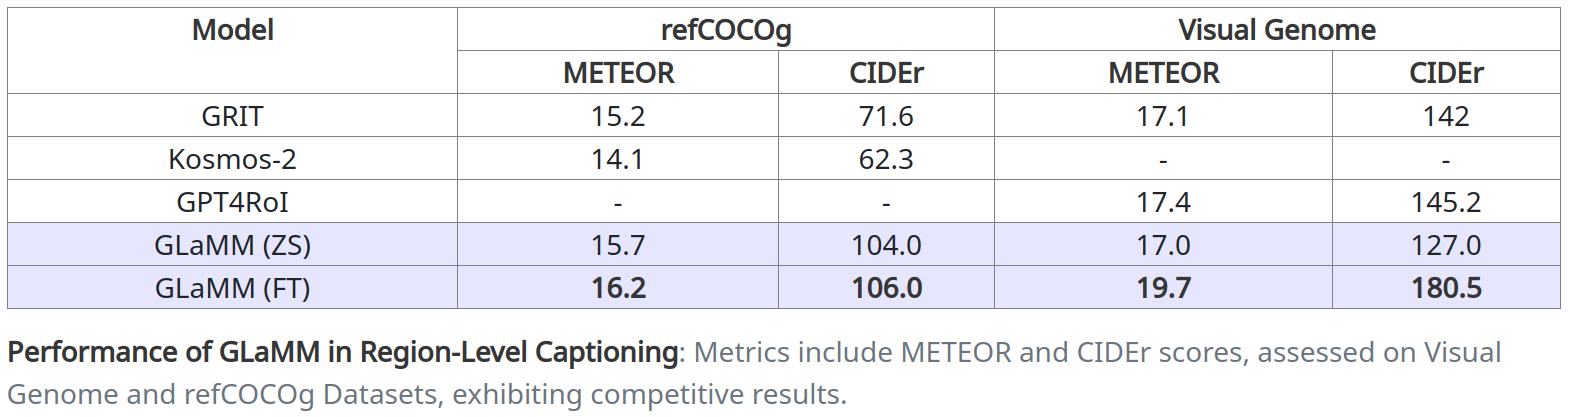 Model refCOCOg Visual Genome
METEOR CIDEr METEOR CIDEr
GRIT 15.2 71.6 17.1 142
Kosmos-2 14.1 62.3 - -
GPT4RoI - - 17.4 145.2
GLaMM (ZS) 15.7 104.0 17.0 127.0
GLaMM (FT) 16.2 106.0 19.7 180.5
Performance of GLaMM in Region-Level Captioning: Metrics include METEOR and CIDEr scores, assessed on Visual
Genome and refCOCOg Datasets, exhibiting competitive results.